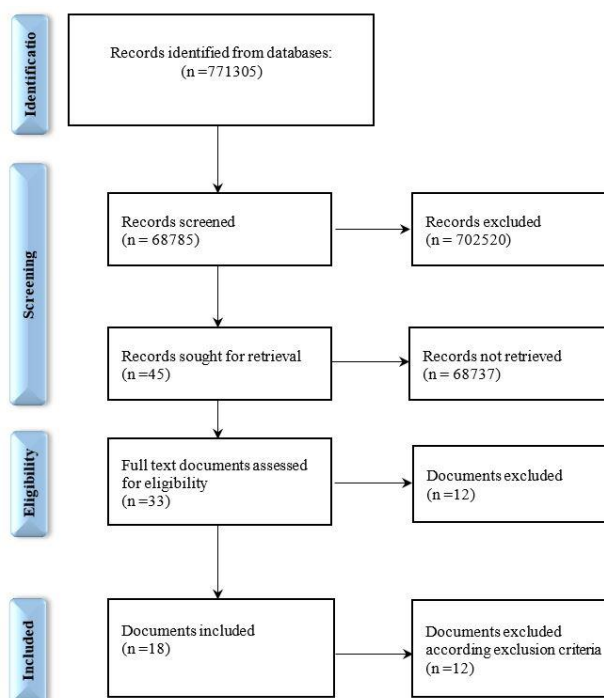 Identificatio
Records identified from databases:
(n =771305)
Screening
Records screened
(n = 68785)
Records excluded
(n = 702520)
Records sought for retrieval
(n =45)
Records not retrieved
(n = 68737)
Eligibility
Full text documents assessed
for eligibility
(n =33)
Documents excluded
(n =12)
Included
Documents included
(n =18)
Documents excluded
according exclusion criteria
(n =12)